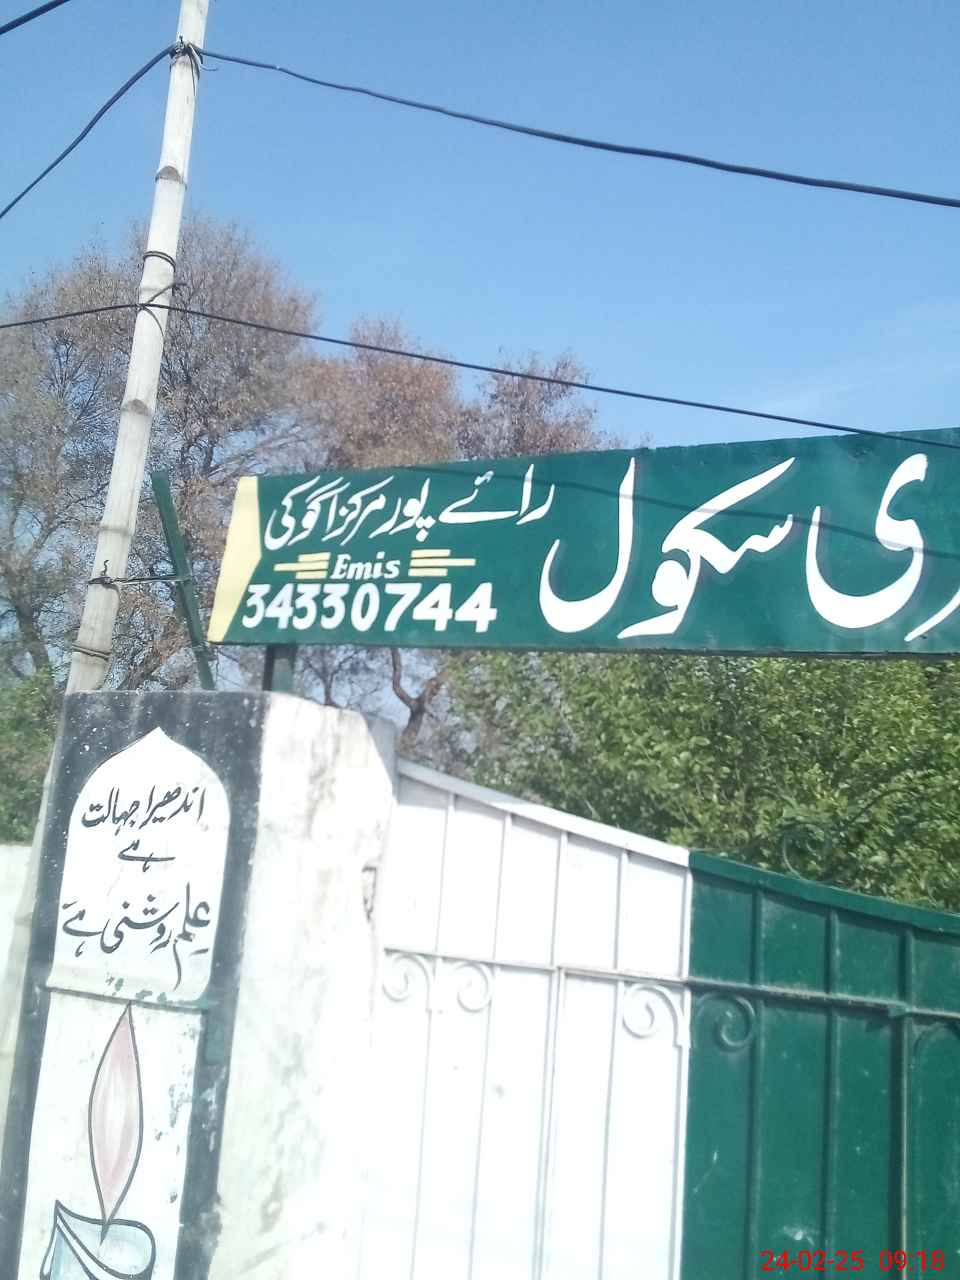 سکول
رائے پور مرکز اگوکی
Emis
34330744
اندھیرا جہالت
ہے
علم روشنی ہے
24-02-25 09:18